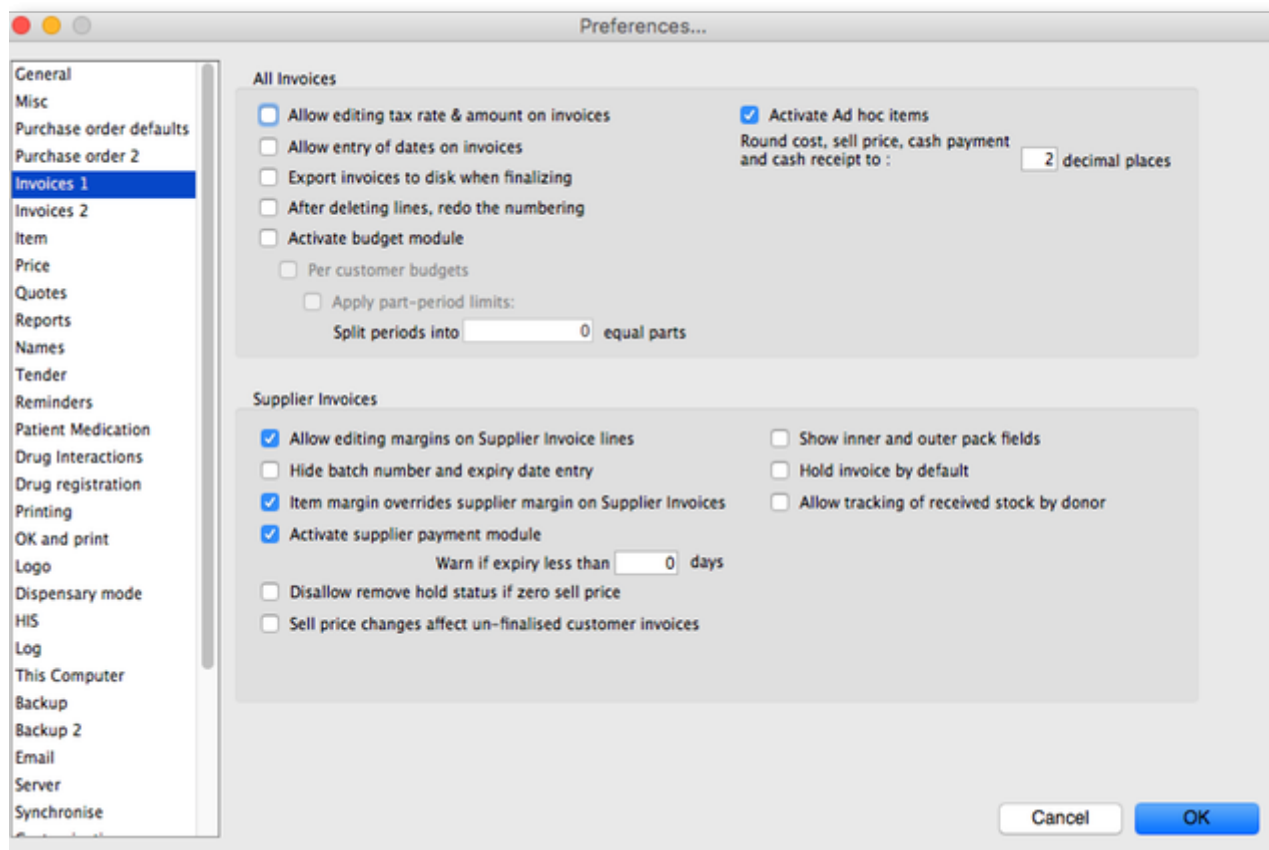 Preferences...
General
Misc
Purchase order defaults
Purchase order 2
Invoices 1
Invoices 2
Item
Price
Quotes
Reports
Names
Tender
Reminders
Patient Medication
Drug Interactions
Drug registration
Printing
OK and print
Logo
Dispensary mode
HIS
Log
This Computer
Backup
Backup 2
Email
Server
Synchronise
All Invoices
Allow editing tax rate & amount on invoices
Allow entry of dates on invoices
Export invoices to disk when finalizing
After deleting lines, redo the numbering
Activate budget module
Per customer budgets
Apply part-period limits:
Split periods into 0 equal parts
Activate Ad hoc items
Round cost, sell price, cash payment
and cash receipt to : 2 decimal places
Supplier Invoices
Allow editing margins on Supplier Invoice lines
Hide batch number and expiry date entry
Item margin overrides supplier margin on Supplier Invoices
Activate supplier payment module
Warn if expiry less than 0 days
Disallow remove hold status if zero sell price
Sell price changes affect un-finalised customer invoices
Show inner and outer pack fields
Hold invoice by default
Allow tracking of received stock by donor
Cancel
OK